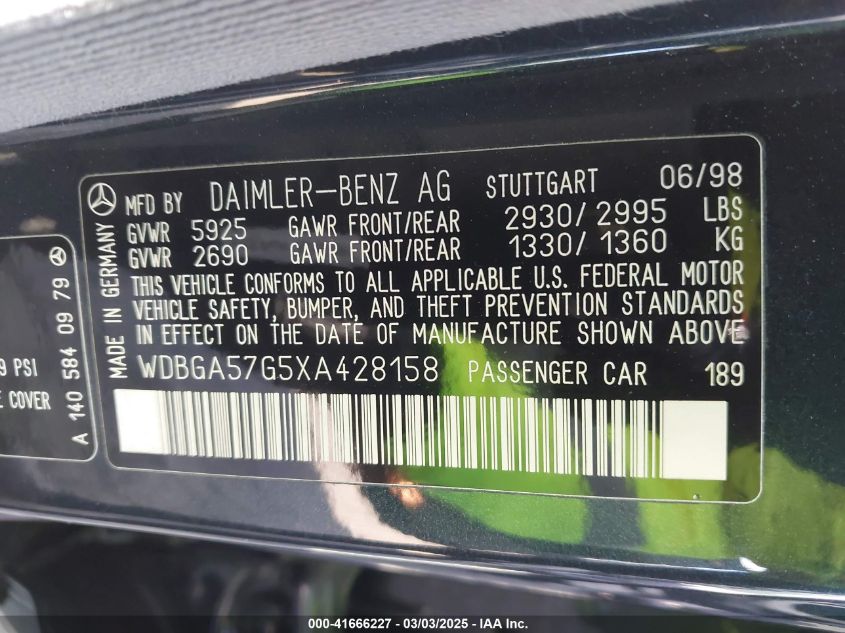 MFD BY DAIMLER-BENZ AG STUTTGART 06/98
GVWR 5925 GAWR FRONT/REAR 2930/2995 LBS
GVWR 2690 GAWR FRONT/REAR 1330/1360 KG
THIS VEHICLE CONFORMS TO ALL APPLICABLE U.S. FEDERAL MOTOR
VEHICLE SAFETY, BUMPER, AND THEFT PREVENTION STANDARDS
IN EFFECT ON THE DATE OF MANUFACTURE SHOWN ABOVE
WDBGA57G5XA428158 PASSENGER CAR 189
MADE IN GERMANY
A 140 584 09 79
9 PSI
E COVER
000-41666227 - 03/03/2025 - IAA Inc.